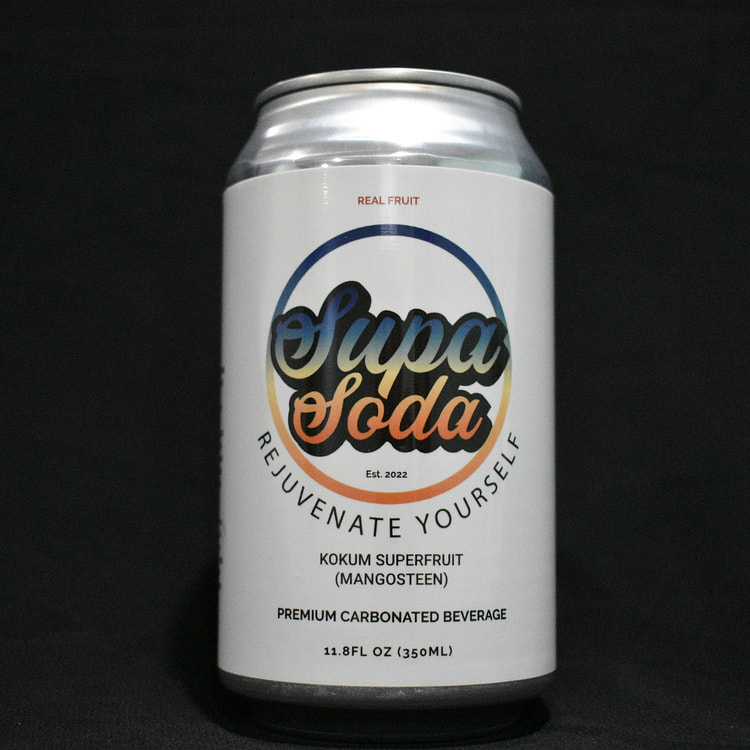 REAL FRUIT
Supa
Soda
Est. 2022
REJUVENATE YOURSELF
KOKUM SUPERFRUIT
(MANGOSTEEN)
PREMIUM CARBONATED BEVERAGE
11.8FL OZ (350ML)